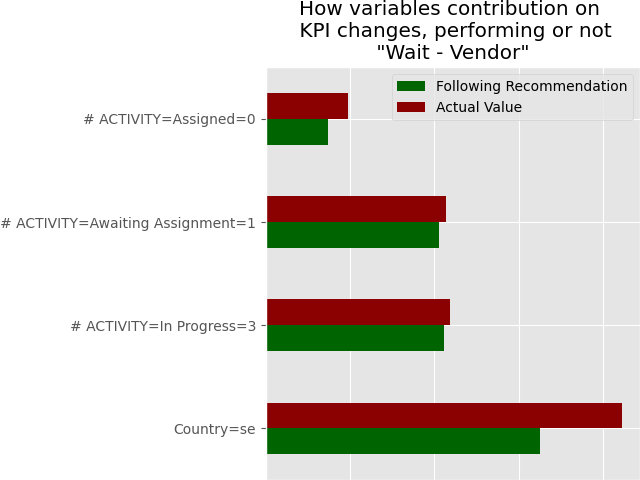 How variables contribution on
KPI changes, performing or not
"Wait - Vendor"
Following Recommendation
Actual Value
# ACTIVITY=Assigned=0
# ACTIVITY=Awaiting Assignment=1
# ACTIVITY=In Progress=3
Country=se